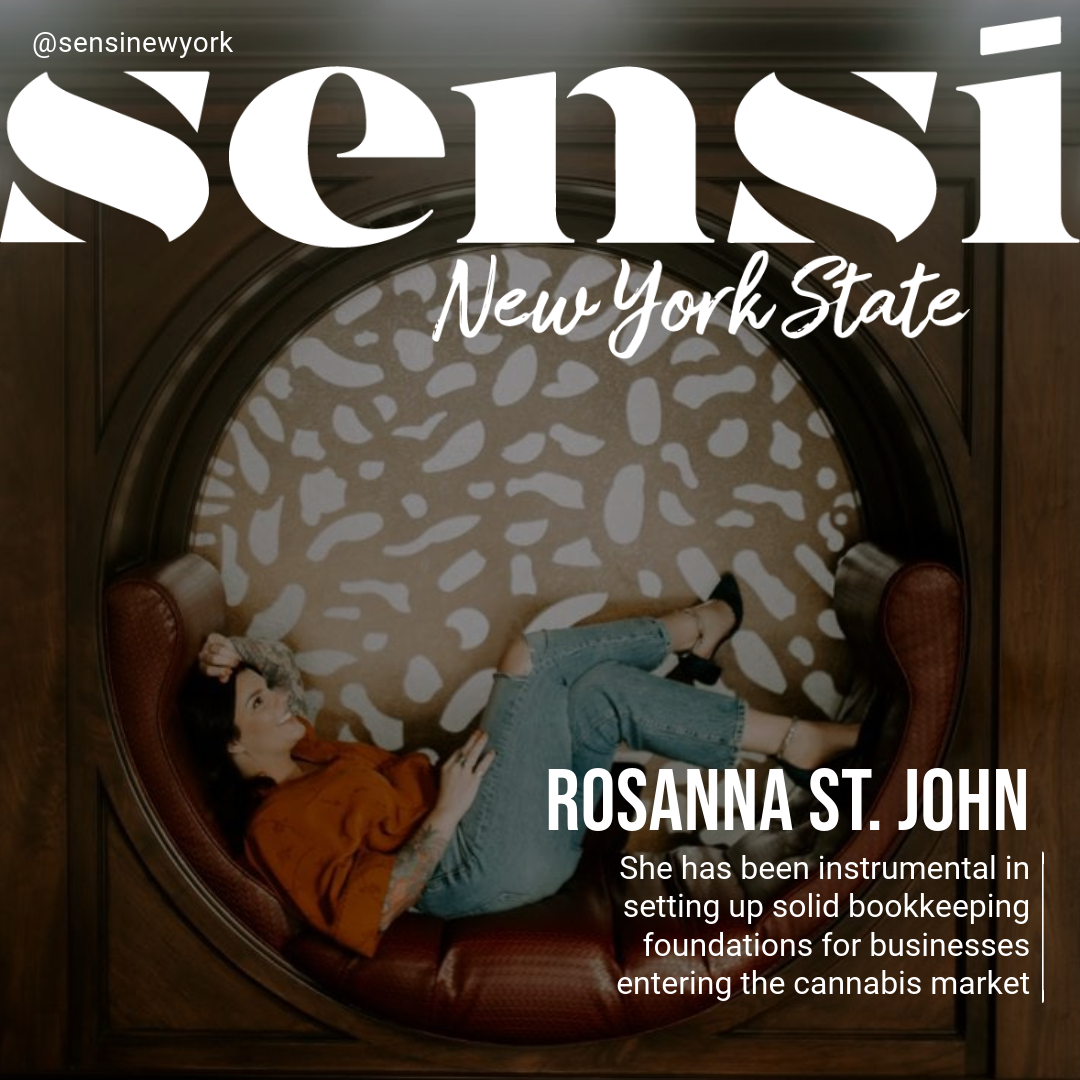 @sensinewyork
sensi
New York State
ROSANNA ST. JOHN
She has been instrumental in
setting up solid bookkeeping
foundations for businesses
entering the cannabis market